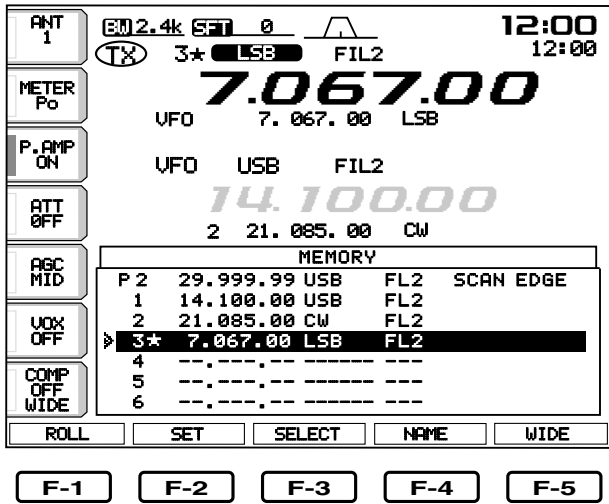 ANT
1
METER
Po
P.AMP
ON
ATT
OFF
AGC
MID
VOX
OFF
COMP
OFF
WIDE
BW 2.4k SFT 0
12:00
12:00
TX 3★ LSB FIL2
7.067.00
VFO 7. 067. 00 LSB
VFO USB FIL2
14.100.00
2 21. 085. 00 CW
MEMORY
P2 29.999.99 USB FL2 SCAN EDGE
1 14.100.00 USB FL2
2 21.085.00 CW FL2
3★ 7.067.00 LSB FL2
4 --.---.-- ------ ---
5 --.---.-- ------ ---
6 --.---.-- ------ ---
ROLL SET SELECT NAME WIDE
F-1 F-2 F-3 F-4 F-5